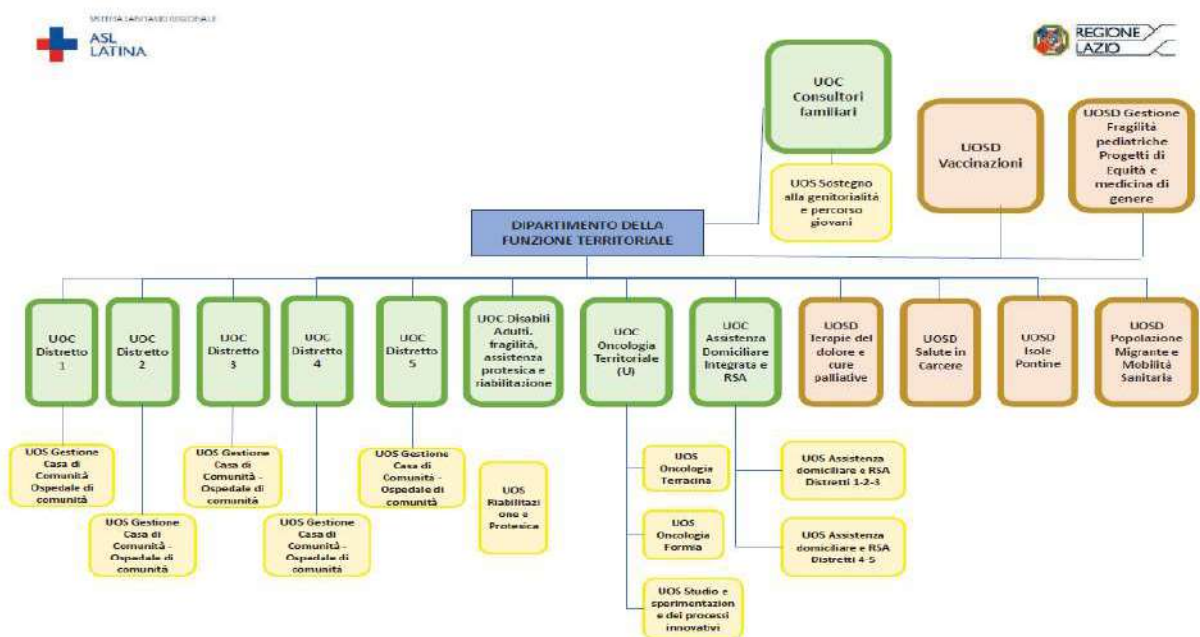 SISTEMA SANITARIO REGIONALE
ASL
LATINA
REGIONE
LAZIO
UOC
Consultori
familiari
UOSD
Vaccinazioni
UOSD Gestione
Fragilità
pediatriche
Progetti di
Equità e
medicina di
genere
UOS Sostegno
alla genitorialità
e percorso
giovani
DIPARTIMENTO DELLA
FUNZIONE TERRITORIALE
UOC
Distretto
1
UOC
Distretto
2
UOC
Distretto
3
UOC
Distretto
4
UOC
Distretto
5
UOC Disabili
Adulti, fragilità,
assistenza
protesica e
riabilitazione
UOC
Oncologia
Territoriale
(U)
UOC
Assistenza
Domiciliare
Integrata e
RSA
UOSD
Terapie del
dolore e
cure
palliative
UOSD
Salute in
Carcere
UOSD
Isole
Pontine
UOSD
Popolazione
Migrante e
Mobilità
Sanitaria
UOS Gestione
Casa di
Comunità
Ospedale di
comunità
UOS Gestione
Casa di
Comunità -
Ospedale di
comunità
UOS Gestione
Casa di
Comunità -
Ospedale di
comunità
UOS Gestione
Casa di
Comunità -
Ospedale di
comunità
UOS Gestione
Casa di
Comunità -
Ospedale di
comunità
UOS
Riabilitazi
one e
Protesica
UOS
Oncologia
Terracina
UOS
Oncologia
Formia
UOS Studio e
sperimentazion
e dei processi
innovativi
UOS Assistenza
domiciliare e RSA
Distretti 1-2-3
UOS Assistenza
domiciliare e RSA
Distretti 4-5